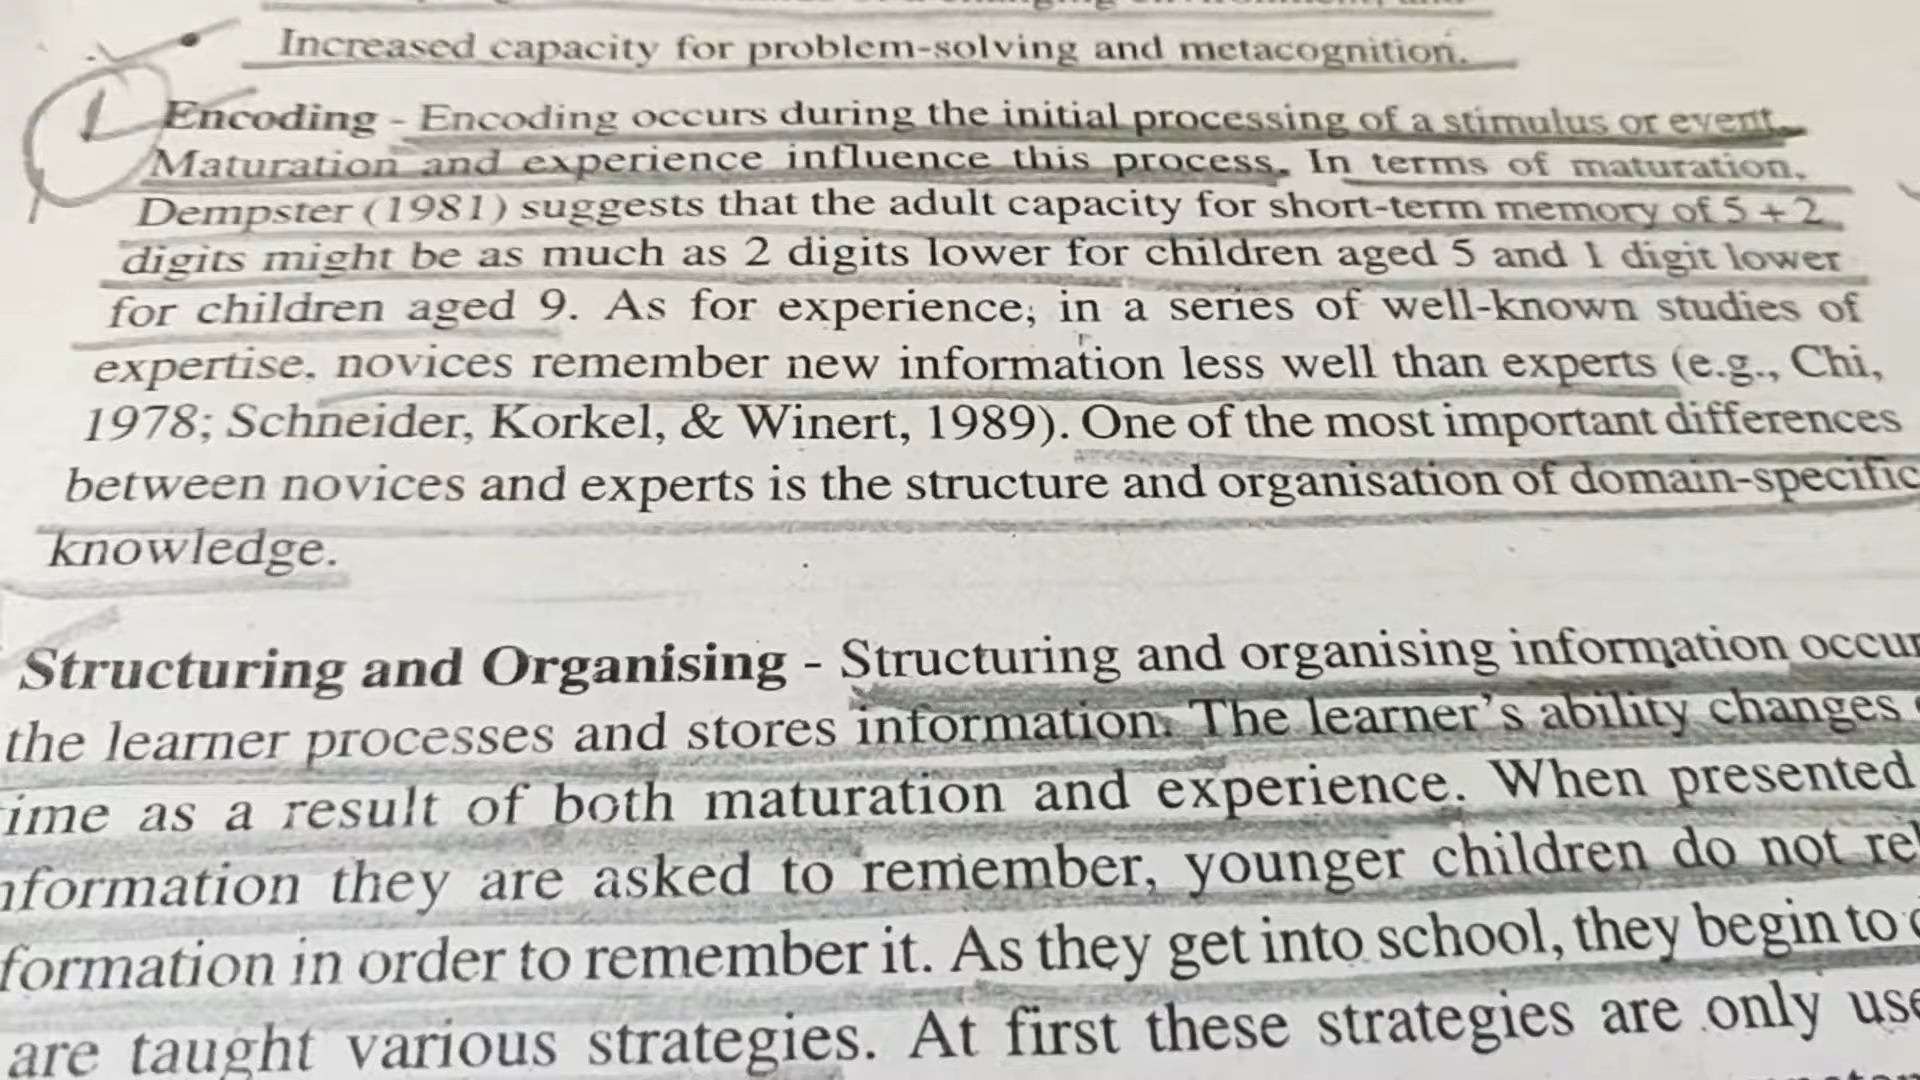 Increased capacity for problem-solving and metacognition.
Encoding - Encoding occurs during the initial processing of a stimulus or event.
Maturation and experience influence this process. In terms of maturation,
Dempster (1981) suggests that the adult capacity for short-term memory of 5 + 2
digits might be as much as 2 digits lower for children aged 5 and 1 digit lower
for children aged 9. As for experience, in a series of well-known studies of
expertise, novices remember new information less well than experts (e.g., Chi,
1978; Schneider, Korkel, & Winert, 1989). One of the most important differences
between novices and experts is the structure and organisation of domain-specific
knowledge.
Structuring and Organising - Structuring and organising information occur
the learner processes and stores information. The learner's ability changes
ime as a result of both maturation and experience. When presented
nformation they are asked to remember, younger children do not rel
formation in order to remember it. As they get into school, they begin to
are taught various strategies. At first these strategies are only use